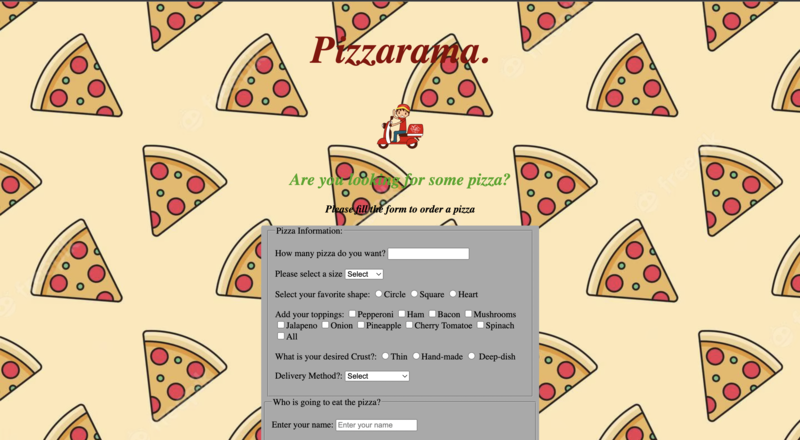 Pizzarama.
Are you looking for some pizza?
Please fill the form to order a pizza
Pizza Information:
How many pizza do you want?
Please select a size Select
Select your favorite shape: Circle Square Heart
Add your toppings: Pepperoni Ham Bacon Mushrooms
Jalapeno Onion Pineapple Cherry Tomatoe Spinach
All
What is your desired Crust?: Thin Hand-made Deep-dish
Delivery Method?: Select
Who is going to eat the pizza?
Enter your name: Enter your name